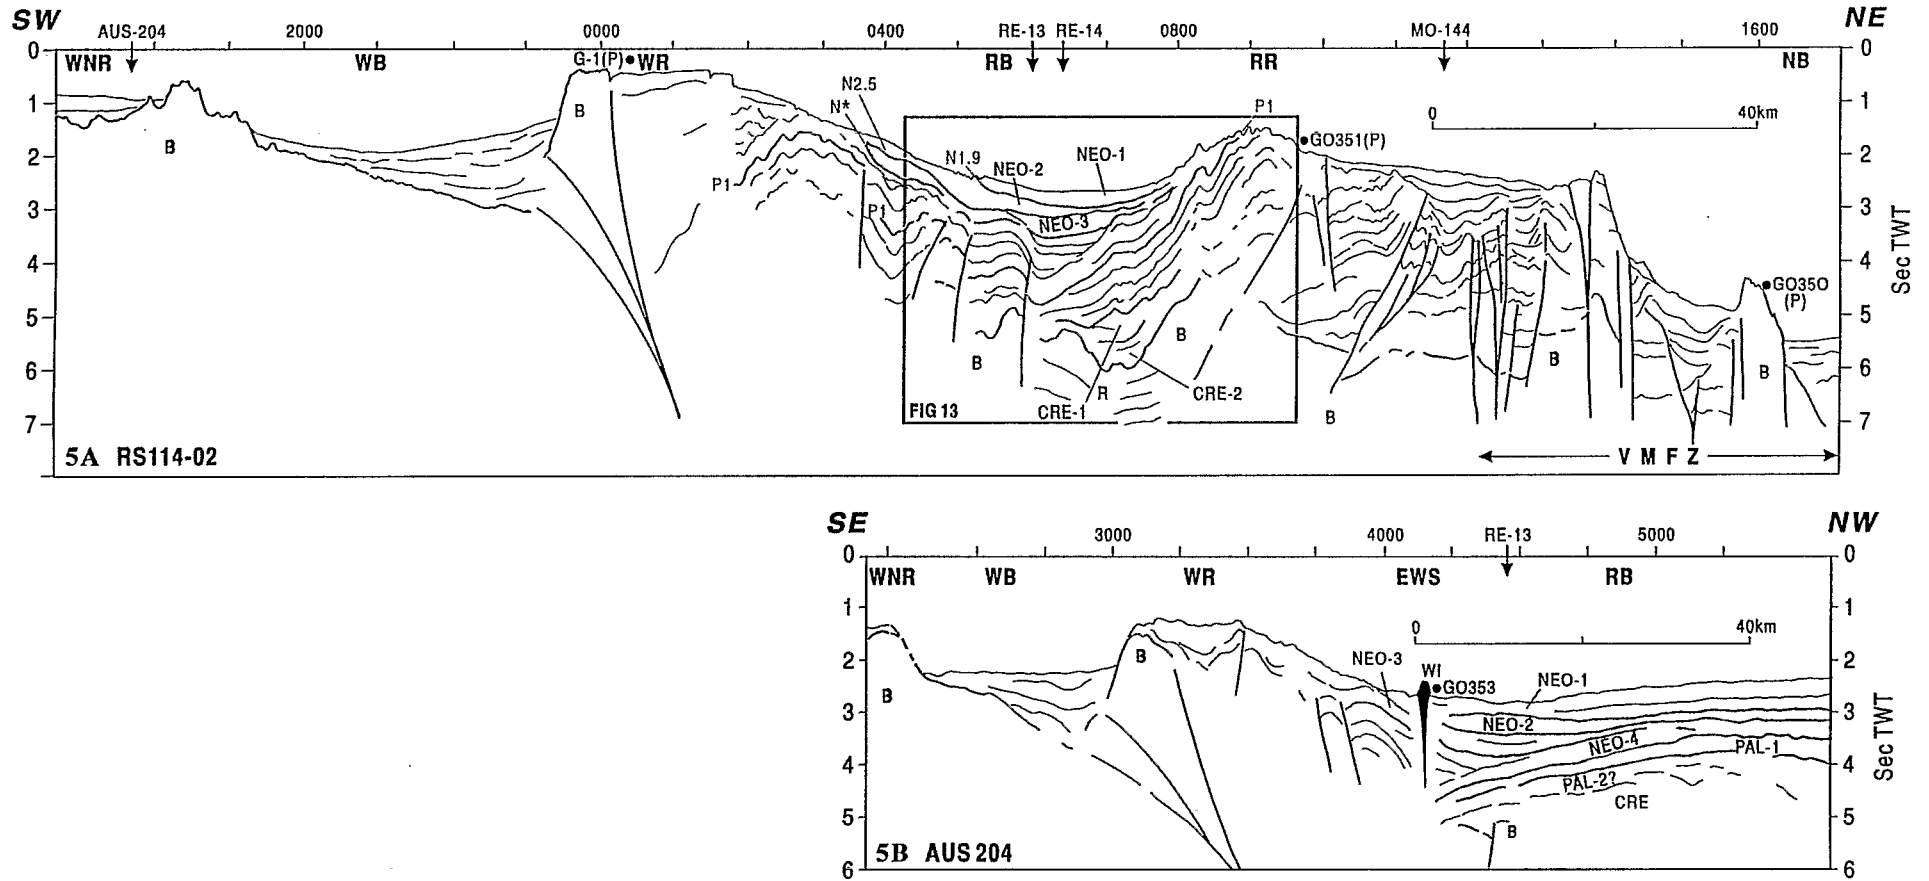 SW NE
AUS-204 2000 0000 0400 RE-13 RE-14 0800 MO-144 1600
0 WNR WB G-1(P) WR RB RR NB 0
N2.5
N*
P1
0 40km
1 B 1
B GO351(P)
2 N1.9 NEO-2 NEO-1 2
P1
3 P1 NEO-3 3
Sec TWT
4 4
GO350
(P)
5 B 5
6 B B B 6
R CRE-2
CRE-1
FIG 13 B
7 7
5A RS114-02 V M F Z
SE NW
3000 4000 RE-13 5000
0 0
WNR WB WR EWS RB
1 1
0 40km
2 B NEO-3 WI 2
B GO353 NEO-1
3 NEO-2 3
NEO-4 PAL-1
Sec TWT
4 PAL-2? 4
CRE
5 B 5
5B AUS 204
6 6